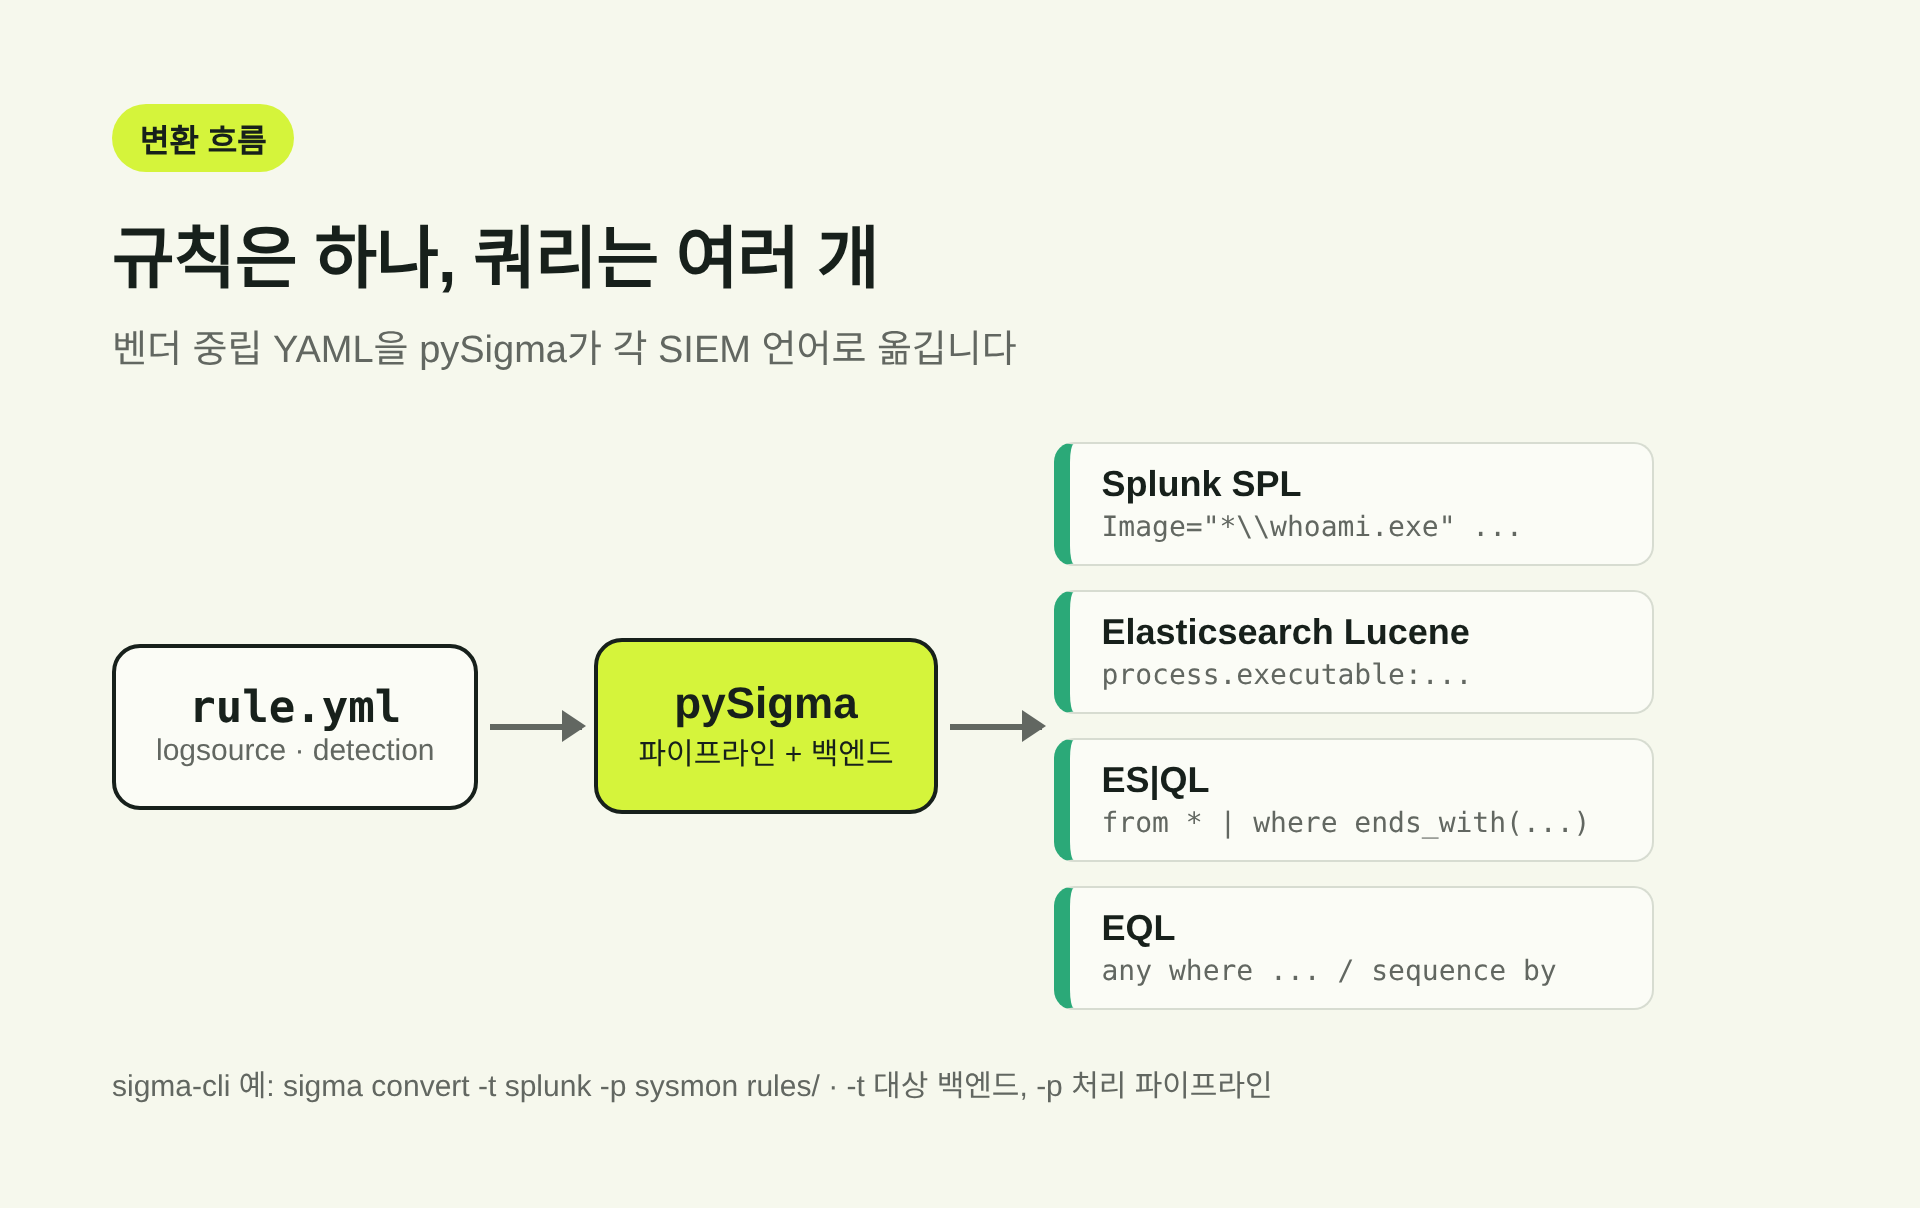 변환 흐름
규칙은 하나, 쿼리는 여러 개
벤더 중립 YAML을 pySigma가 각 SIEM 언어로 옮깁니다
rule.yml
logsource · detection
pySigma
파이프라인 + 백엔드
Splunk SPL
Image="*\\whoami.exe" ...
Elasticsearch Lucene
process.executable:...
ES|QL
from * | where ends_with(...)
EQL
any where ... / sequence by
sigma-cli 예: sigma convert -t splunk -p sysmon rules/ · -t 대상 백엔드, -p 처리 파이프라인